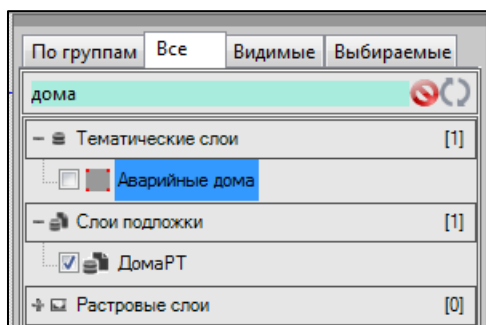 По группам Все Видимые Выбираемые
дома
Тематические слои [1]
Аварийные дома
Слои подложки [1]
ДомаРТ
Растровые слои [0]